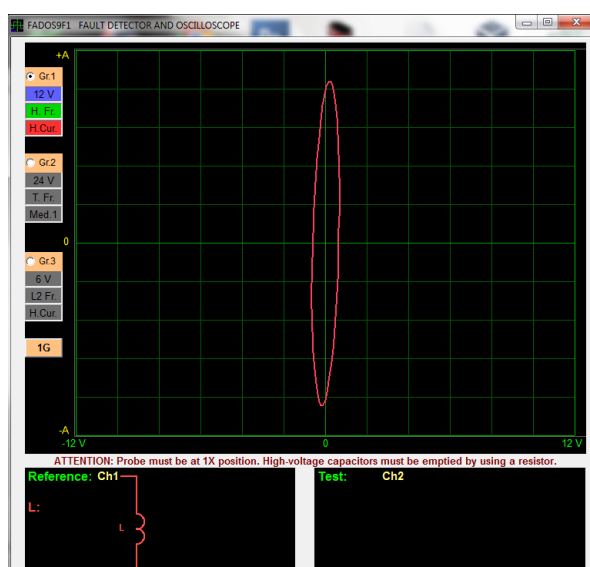 FADOS9F1 FAULT DETECTOR AND OSCILLOSCOPE
+A
Gr.1
12 V
H. Fr.
H.Cur.
Gr.2
24 V
T. Fr.
Med.1
0
Gr.3
6 V
L2 Fr.
H.Cur.
1G
-A
-12 V 0 12 V
ATTENTION: Probe must be at 1X position. High-voltage capacitors must be emptied by using a resistor.
Reference: Ch1
L:
L
Test: Ch2